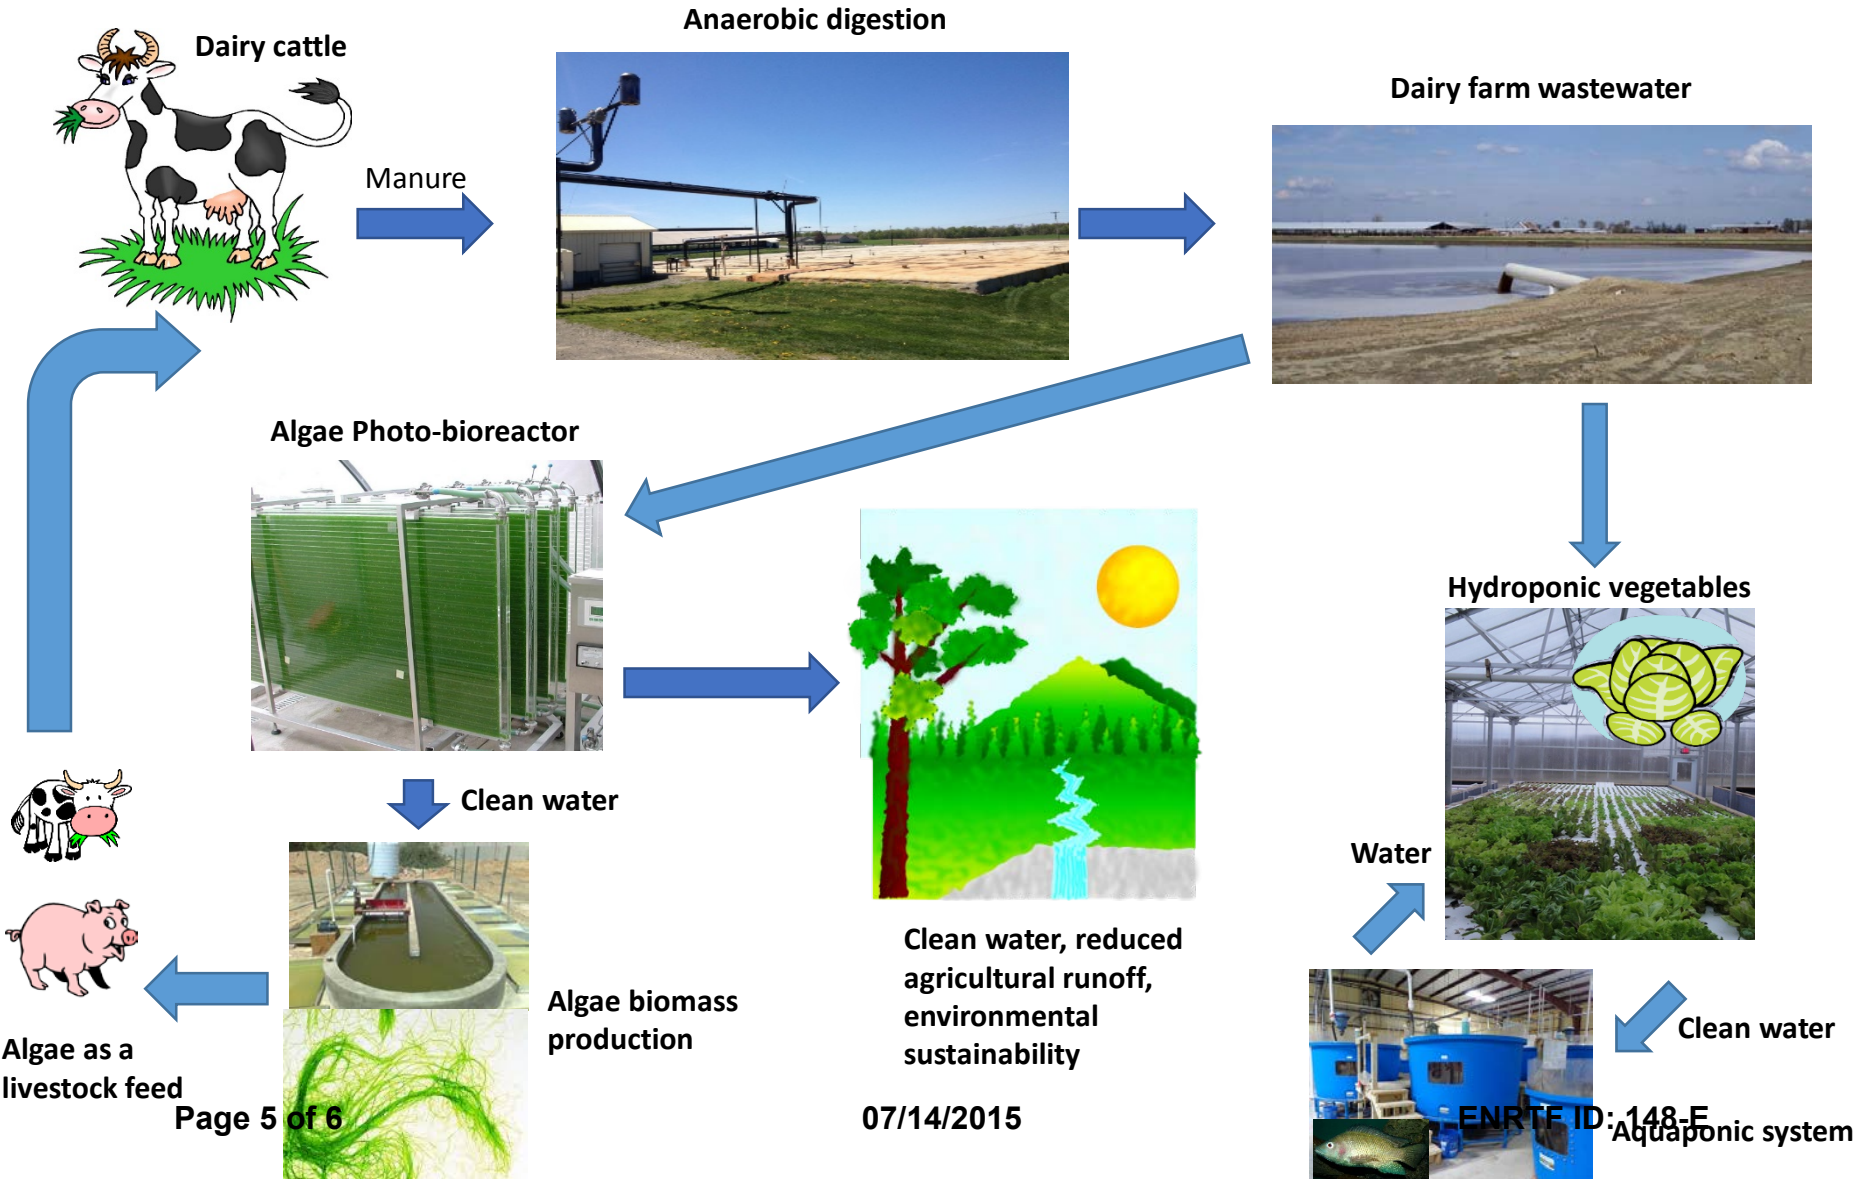 Anaerobic digestion
Dairy cattle
Dairy farm wastewater
Manure
Algae Photo-bioreactor
Hydroponic vegetables
Clean water
Water
Clean water, reduced
agricultural runoff,
environmental
sustainability
Algae biomass
production
Clean water
Algae as a
livestock feed
Page 5 of 6
07/14/2015
ENRTF ID: 148-E
Aquaponic system